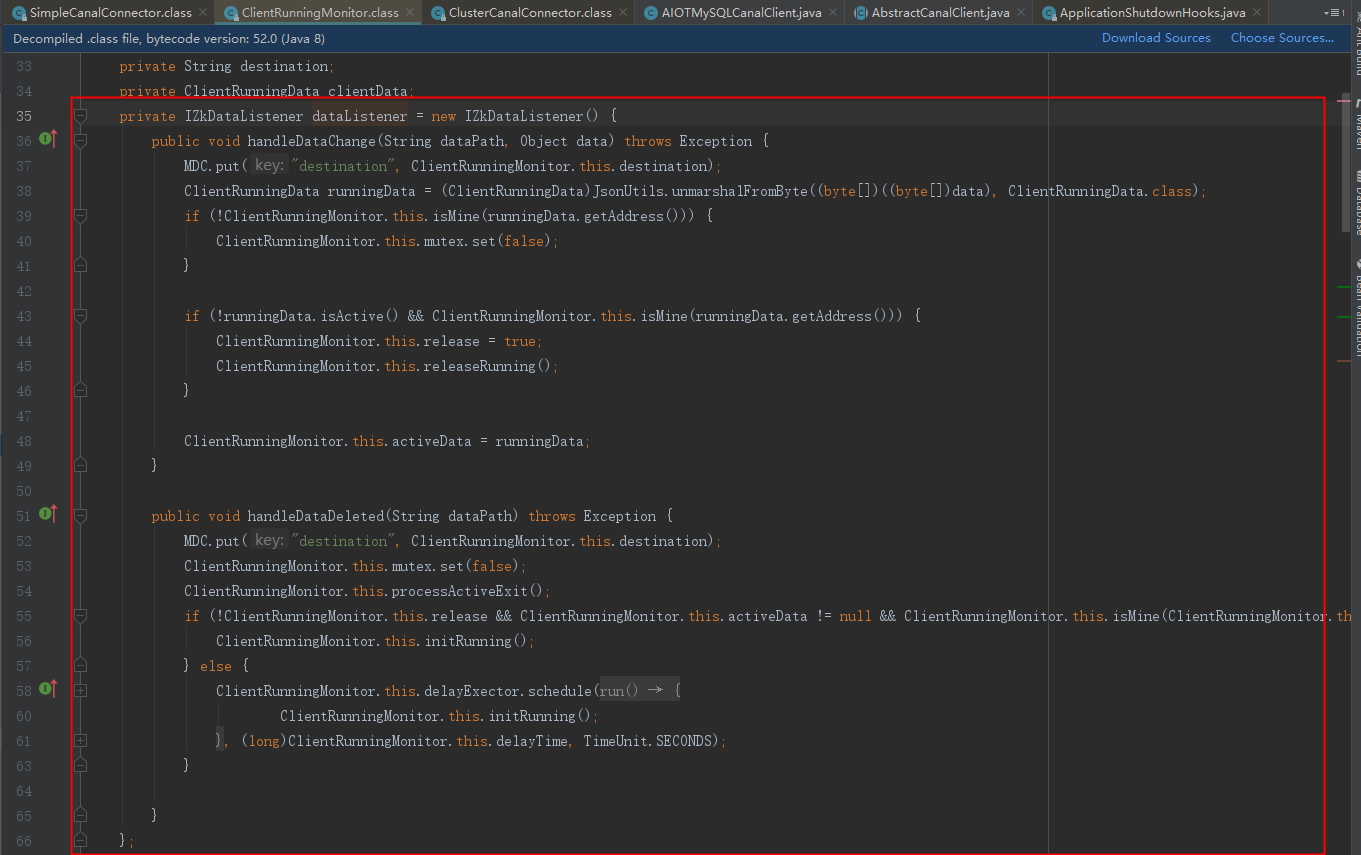 SimpleCanalConnector.class × ClientRunningMonitor.class × ClusterCanalConnector.class × AIOTMySQLCanalClient.java × AbstractCanalClient.java × ApplicationShutdownHooks.java ×
Decompiled .class file, bytecode version: 52.0 (Java 8) Download Sources Choose Sources...
33 private String destination;
34 private ClientRunningData clientData;
35 private IZkDataListener dataListener = new IZkDataListener() {
36 public void handleDataChange(String dataPath, Object data) throws Exception {
37 MDC.put( key: "destination", ClientRunningMonitor.this.destination);
38 ClientRunningData runningData = (ClientRunningData)JsonUtils.unmarshalFromByte((byte[])((byte[])data), ClientRunningData.class);
39 if (!ClientRunningMonitor.this.isMine(runningData.getAddress())) {
40 ClientRunningMonitor.this.mutex.set(false);
41 }
42
43 if (!runningData.isActive() && ClientRunningMonitor.this.isMine(runningData.getAddress())) {
44 ClientRunningMonitor.this.release = true;
45 ClientRunningMonitor.this.releaseRunning();
46 }
47
48 ClientRunningMonitor.this.activeData = runningData;
49 }
50
51 public void handleDataDeleted(String dataPath) throws Exception {
52 MDC.put( key: "destination", ClientRunningMonitor.this.destination);
53 ClientRunningMonitor.this.mutex.set(false);
54 ClientRunningMonitor.this.processActiveExit();
55 if (!ClientRunningMonitor.this.release && ClientRunningMonitor.this.activeData != null && ClientRunningMonitor.this.isMine(ClientRunningMonitor.th
56 ClientRunningMonitor.this.initRunning();
57 } else {
58 ClientRunningMonitor.this.delayExector.schedule(run() → {
60 ClientRunningMonitor.this.initRunning();
61 }, (long)ClientRunningMonitor.this.delayTime, TimeUnit.SECONDS);
63 }
64
65 }
66 };